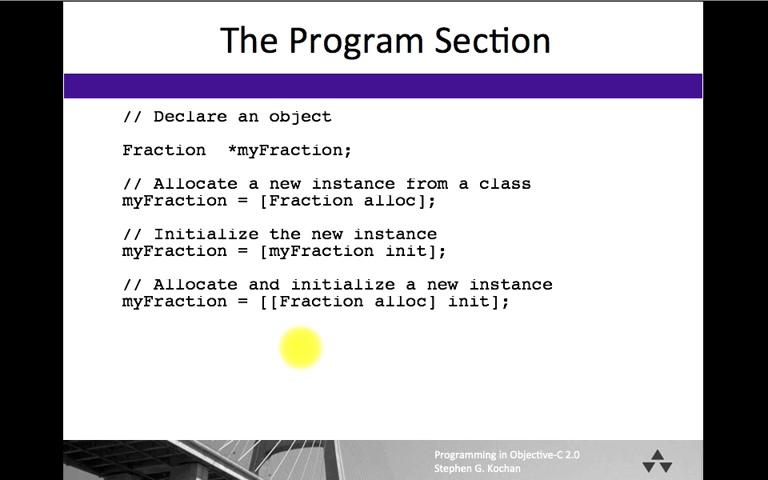 The Program Section
// Declare an object
Fraction  *myFraction;
// Allocate a new instance from a class
myFraction = [Fraction alloc];
// Initialize the new instance
myFraction = [myFraction init];
// Allocate and initialize a new instance
myFraction = [[Fraction alloc] init];
Programming in Objective-C 2.0
Stephen G. Kochan